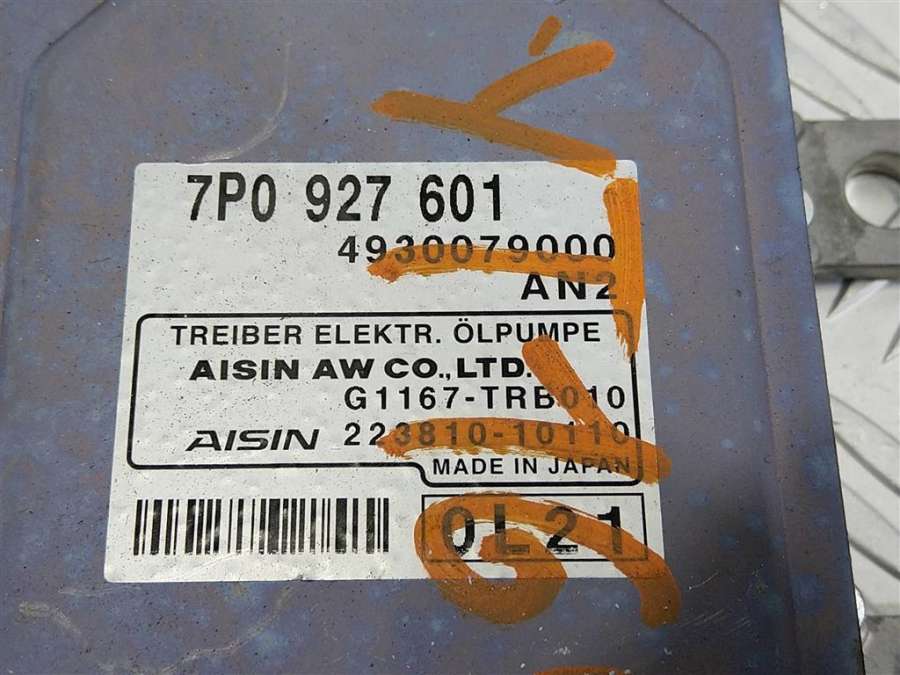 7P0 927 601
4930079000
AN2
TREIBER ELEKTR. ÖLPUMPE
AISIN AW CO.,LTD.
G1167-TRB010
AISIN 223810-10110
MADE IN JAPAN
0L21